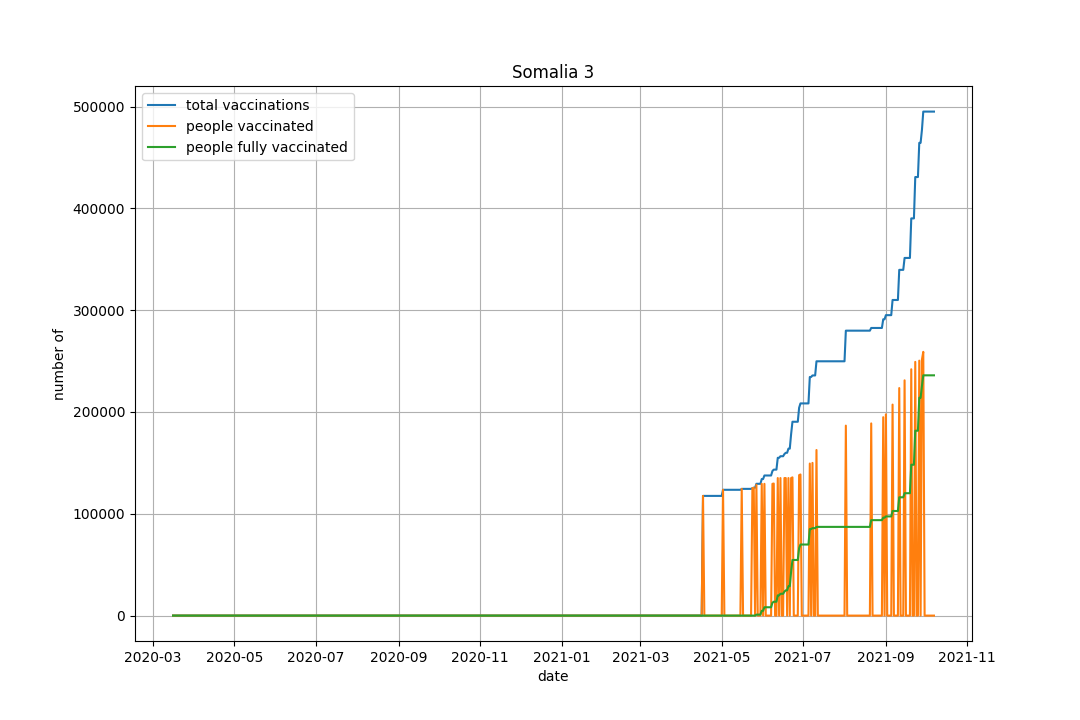 Somalia 3
total vaccinations
people vaccinated
people fully vaccinated
500000
400000
300000
200000
100000
0
number of
2020-03 2020-05 2020-07 2020-09 2020-11 2021-01 2021-03 2021-05 2021-07 2021-09 2021-11
date